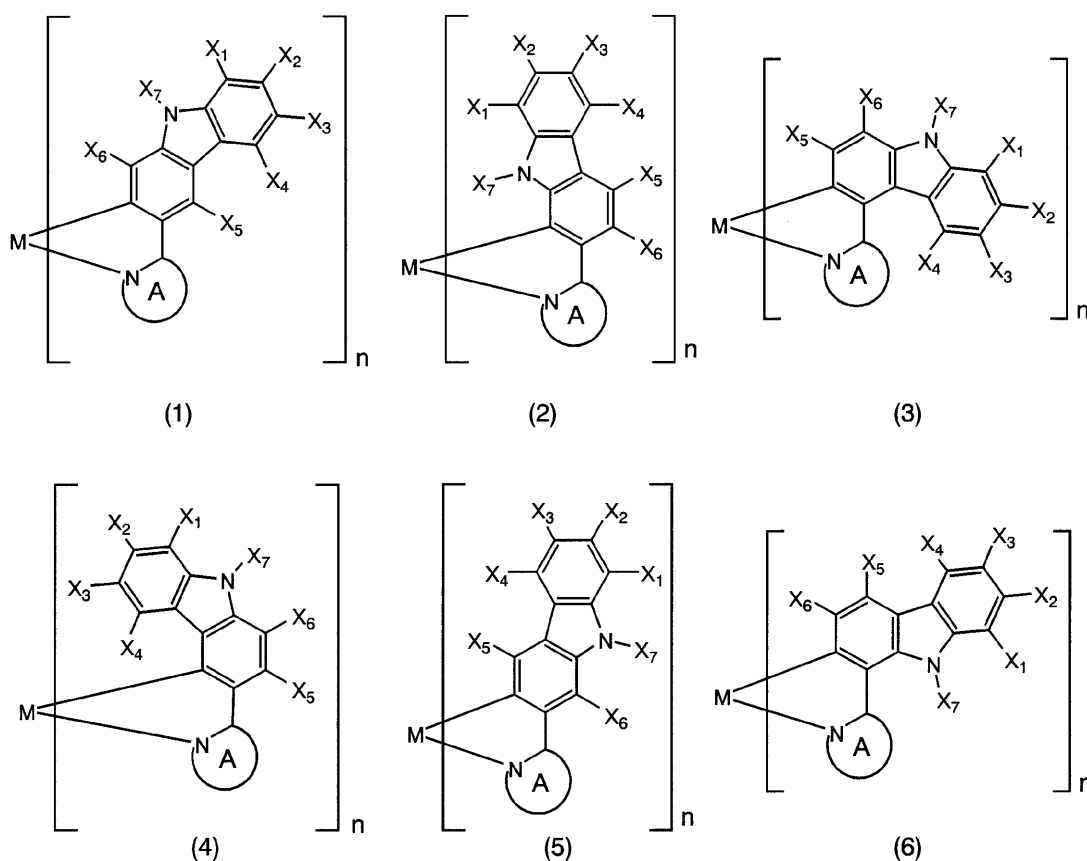 X₁
X₂
X₃
X₄
X₅
X₆
X₇
N
M
N
A
n
(1)
X₂
X₃
X₁
X₄
N
X₇
X₅
X₆
M
N
A
n
(2)
X₆
X₇
X₅
N
X₁
X₂
M
N
A
X₄
X₃
n
(3)
X₂
X₁
X₇
X₃
N
X₆
X₄
X₅
M
N
A
n
(4)
X₃
X₂
X₄
X₁
X₅
N
X₇
X₆
M
N
A
n
(5)
X₄
X₃
X₅
X₆
X₂
X₁
N
X₇
M
N
A
n
(6)